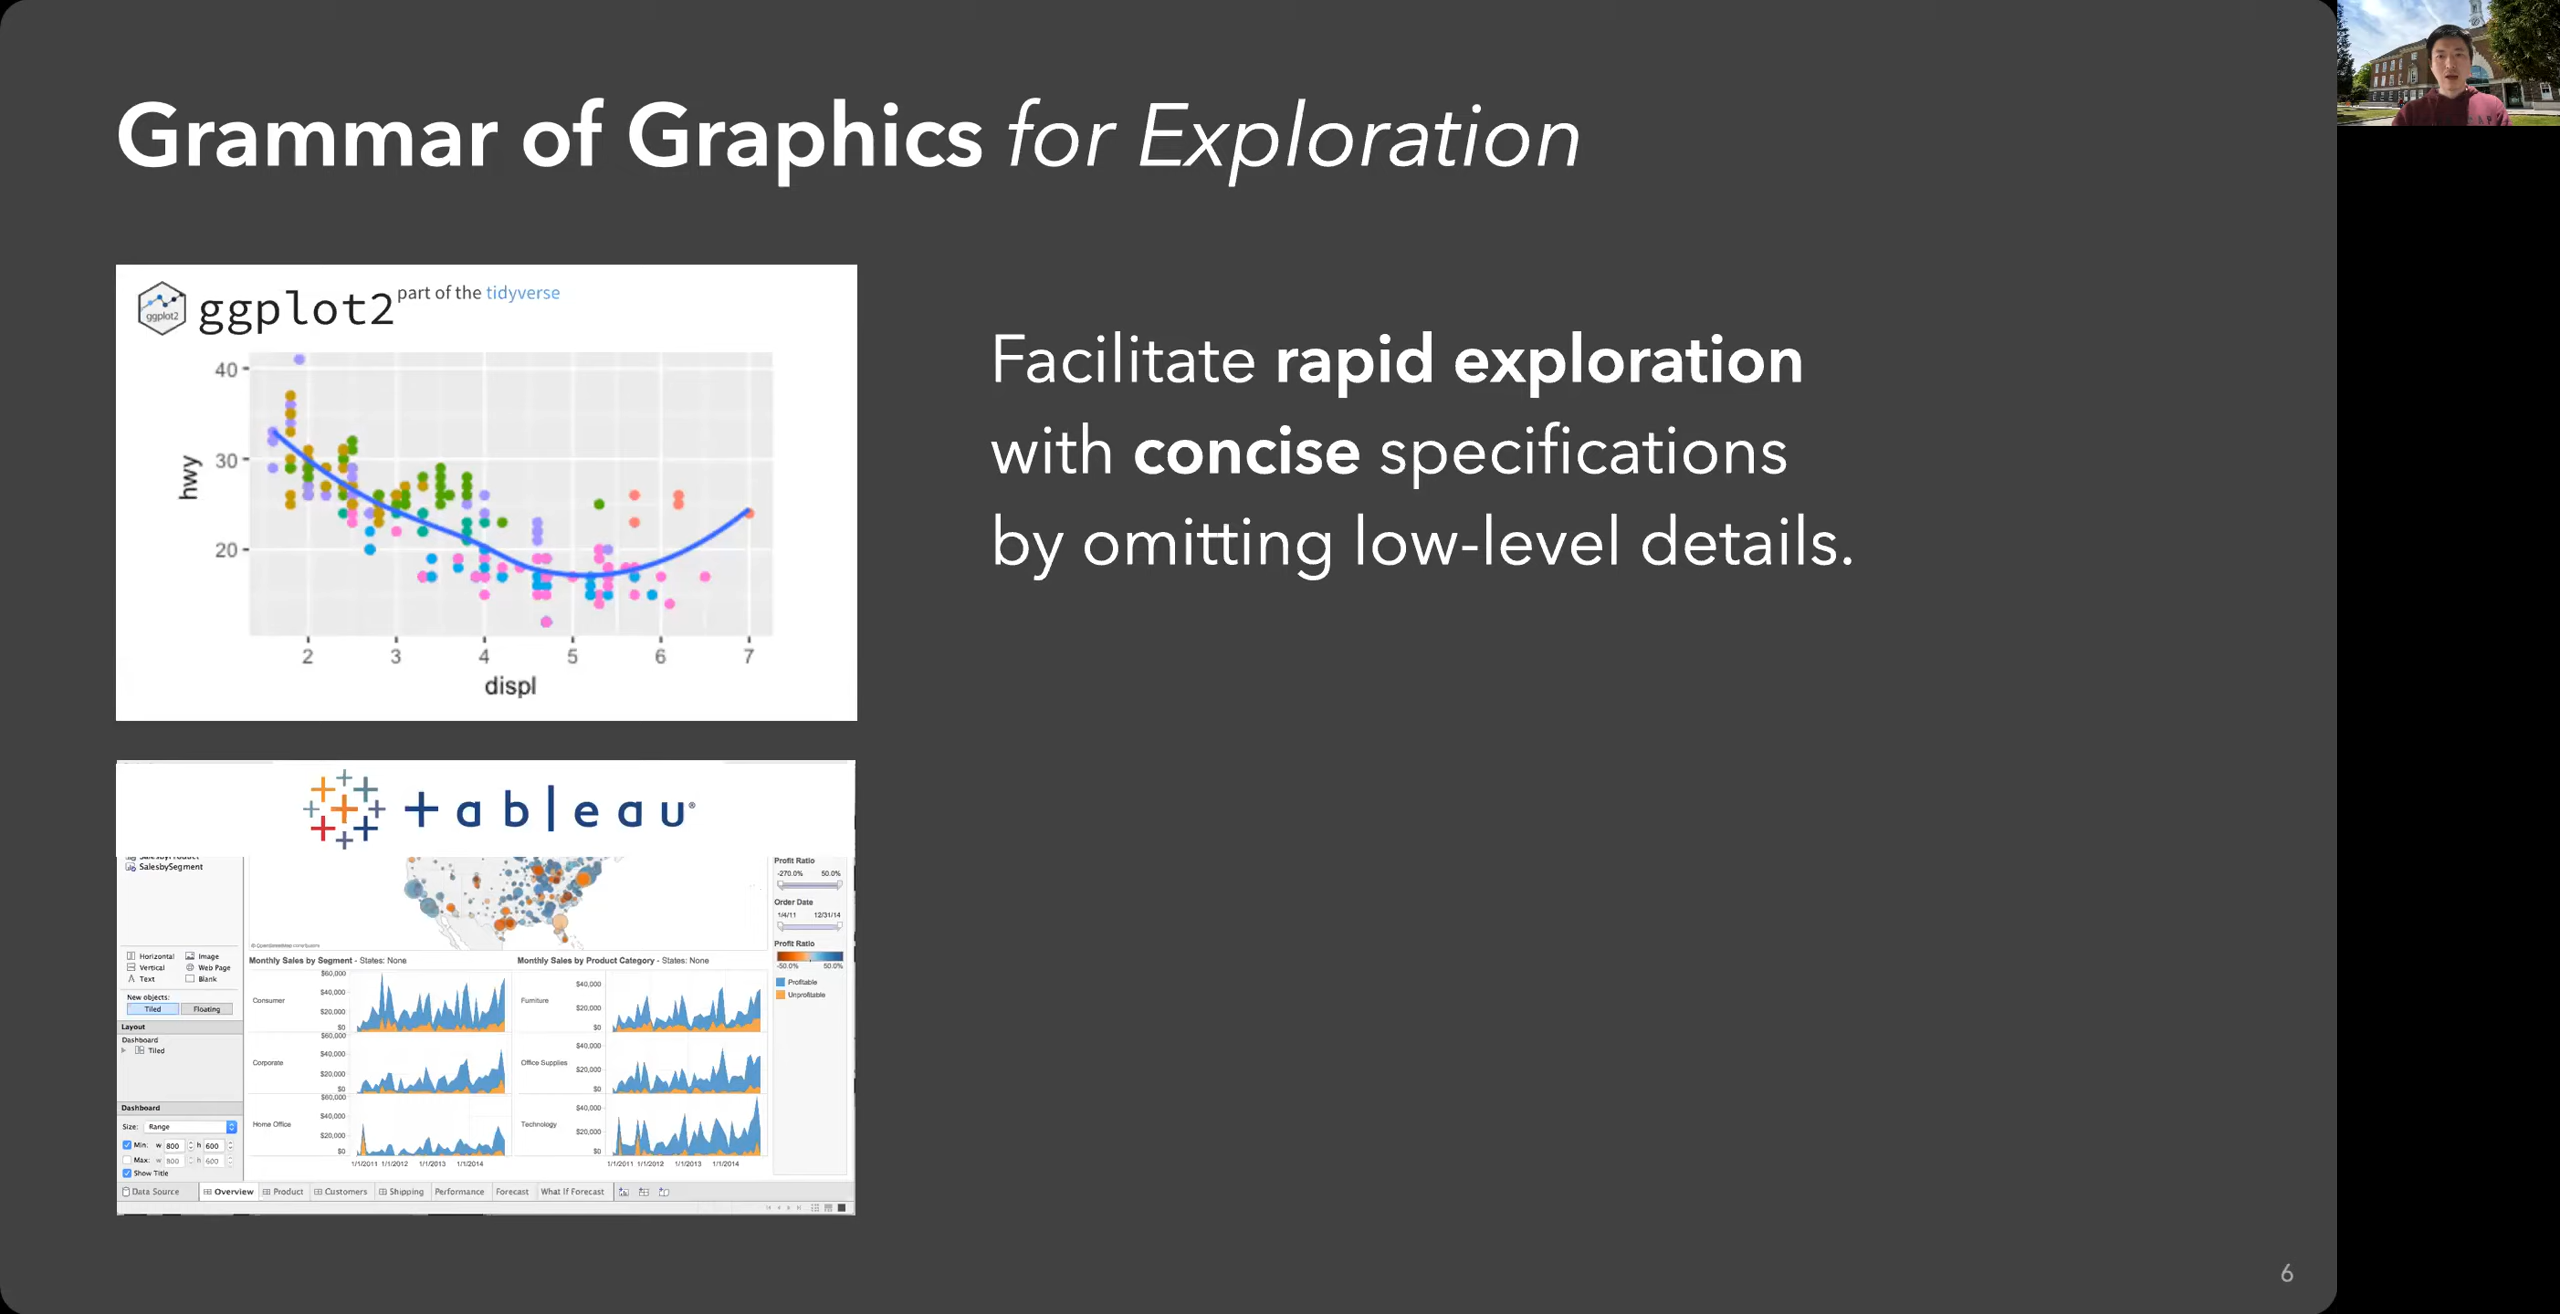 Grammar of Graphics for Exploration
ggplot2 part of the tidyverse
ggplot2
40
30
20
hwy
2 3 4 5 6 7
displ
Facilitate rapid exploration
with concise specifications
by omitting low-level details.
+ableau®
SalesbySegment
Horizontal Image
Vertical Web Page
A Text Blank
New objects:
Tiled Floating
Layout
Dashboard
Tiled
Dashboard
Size: Range
Min: w 800 h 600
Max: w 800 h 600
Show Title
© OpenStreetMap contributors
Profit Ratio
-270.0% 50.0%
Order Date
1/4/11 12/31/14
Profit Ratio
-50.0% 50.0%
Profitable
Unprofitable
Monthly Sales by Segment - States: None
$60,000
Consumer
$40,000
$20,000
$0
$60,000
Corporate
$40,000
$20,000
$0
$60,000
Home Office
$40,000
$20,000
$0
1/1/2011 1/1/2012 1/1/2013 1/1/2014
Monthly Sales by Product Category - States: None
Furniture
$40,000
$20,000
$0
Office Supplies
$40,000
$20,000
$0
Technology
$40,000
$20,000
$0
1/1/2011 1/1/2012 1/1/2013 1/1/2014
Data Source Overview Product Customers Shipping Performance Forecast What If Forecast
6